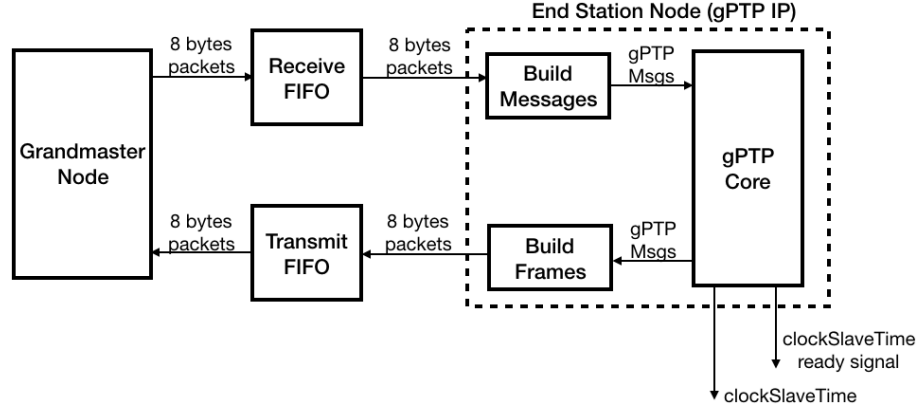 End Station Node (gPTP IP)
8 bytes
packets
Receive
FIFO
8 bytes
packets
Build
Messages
gPTP
Msgs
Grandmaster
Node
gPTP
Core
8 bytes
packets
Transmit
FIFO
8 bytes
packets
Build
Frames
gPTP
Msgs
clockSlaveTime
ready signal
clockSlaveTime